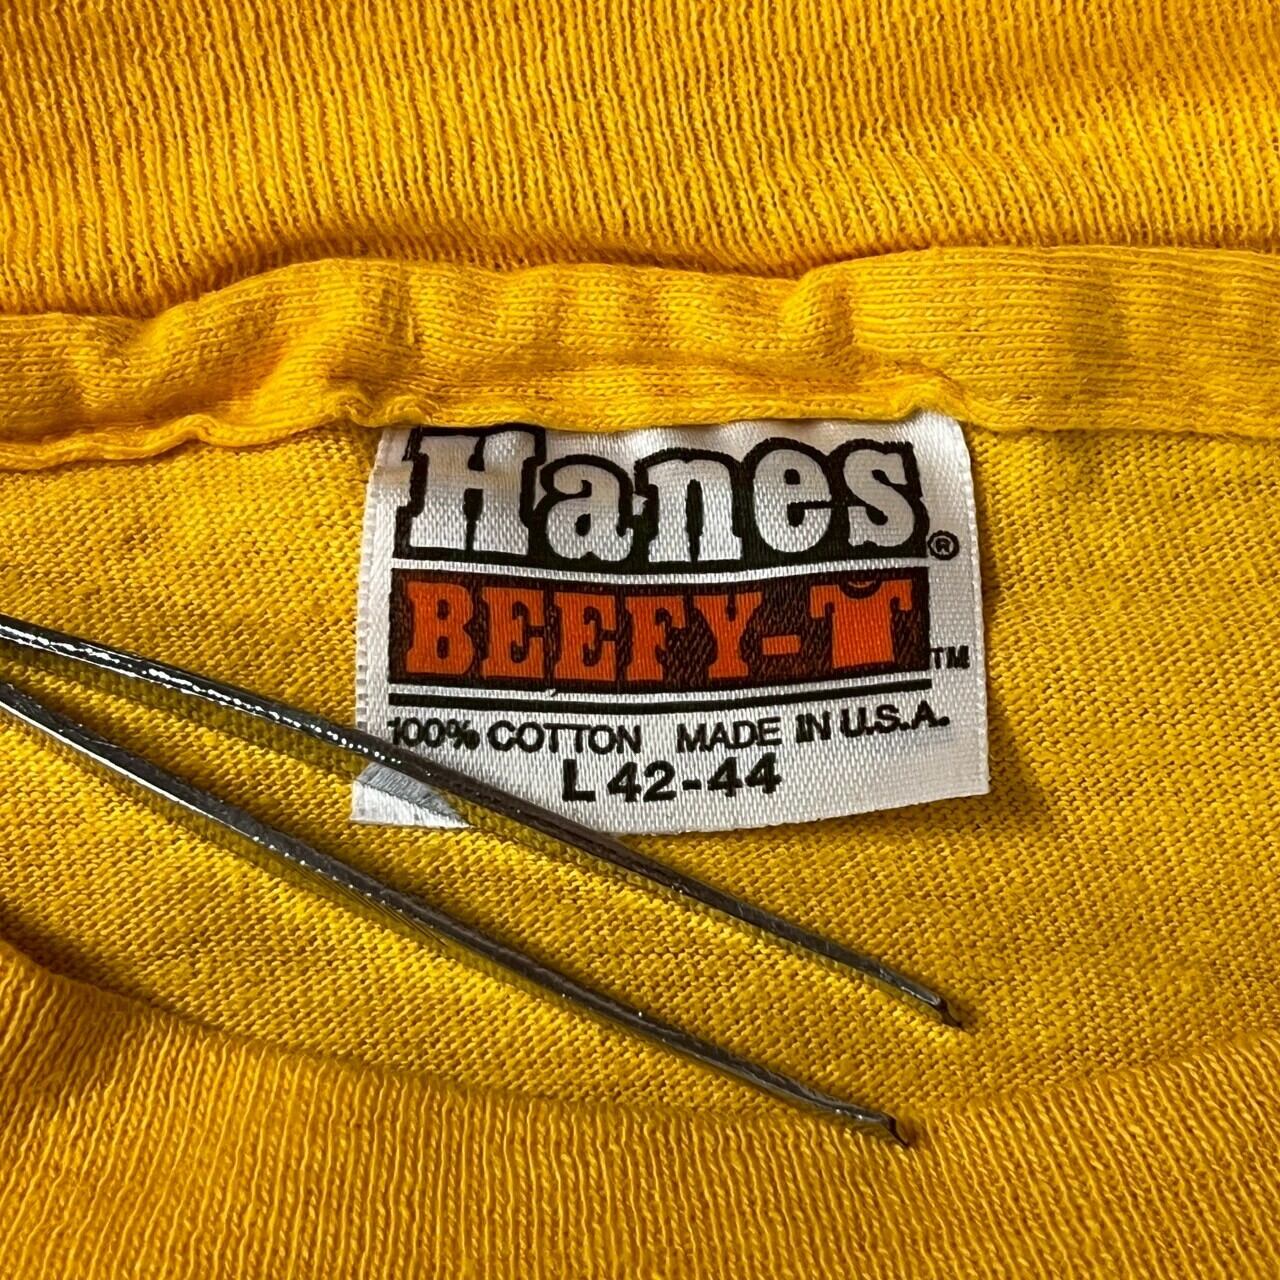 Hanes®
BEEFY-T™
100% COTTON MADE IN U.S.A.
L 42-44